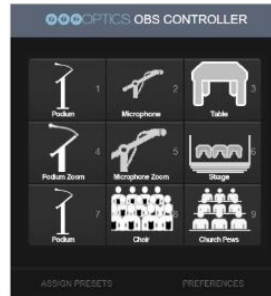 PTZOPTICS OBS CONTROLLER
1 2 3
Podium Microphone Table
4 5 6
Podium Zoom Microphone Zoom Stage
7 8 9
Podium Choir Church Pews
ASSIGN PRESETS PREFERENCES